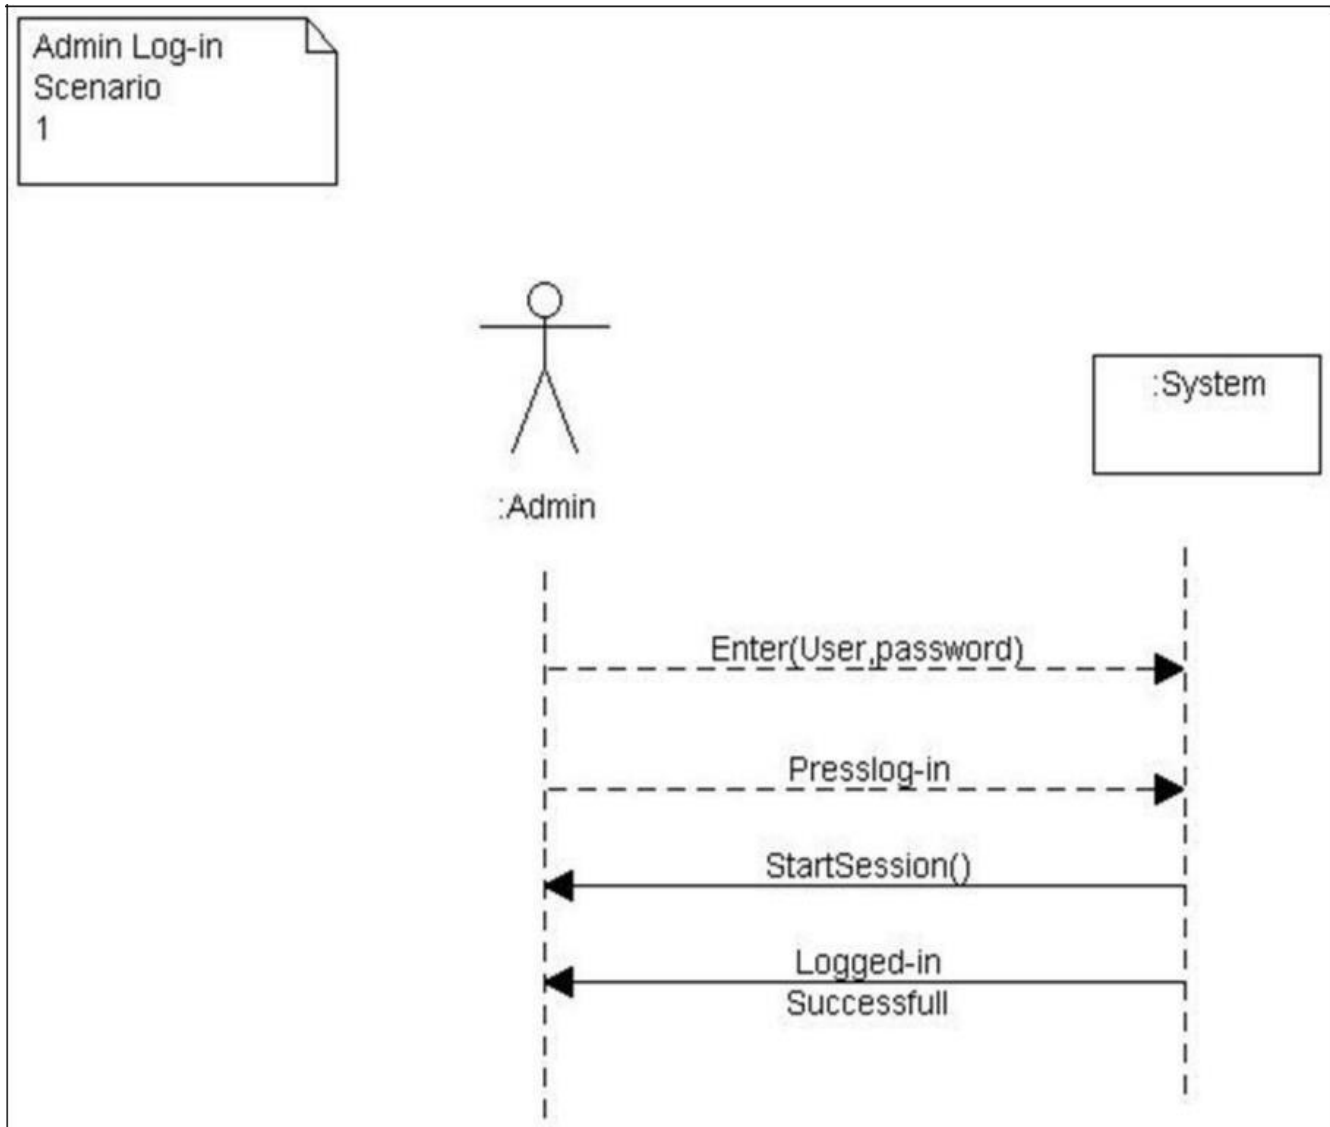 Admin Log-in
Scenario
1
:System
:Admin
Enter(User,password)
Presslog-in
StartSession()
Logged-in
Successfull